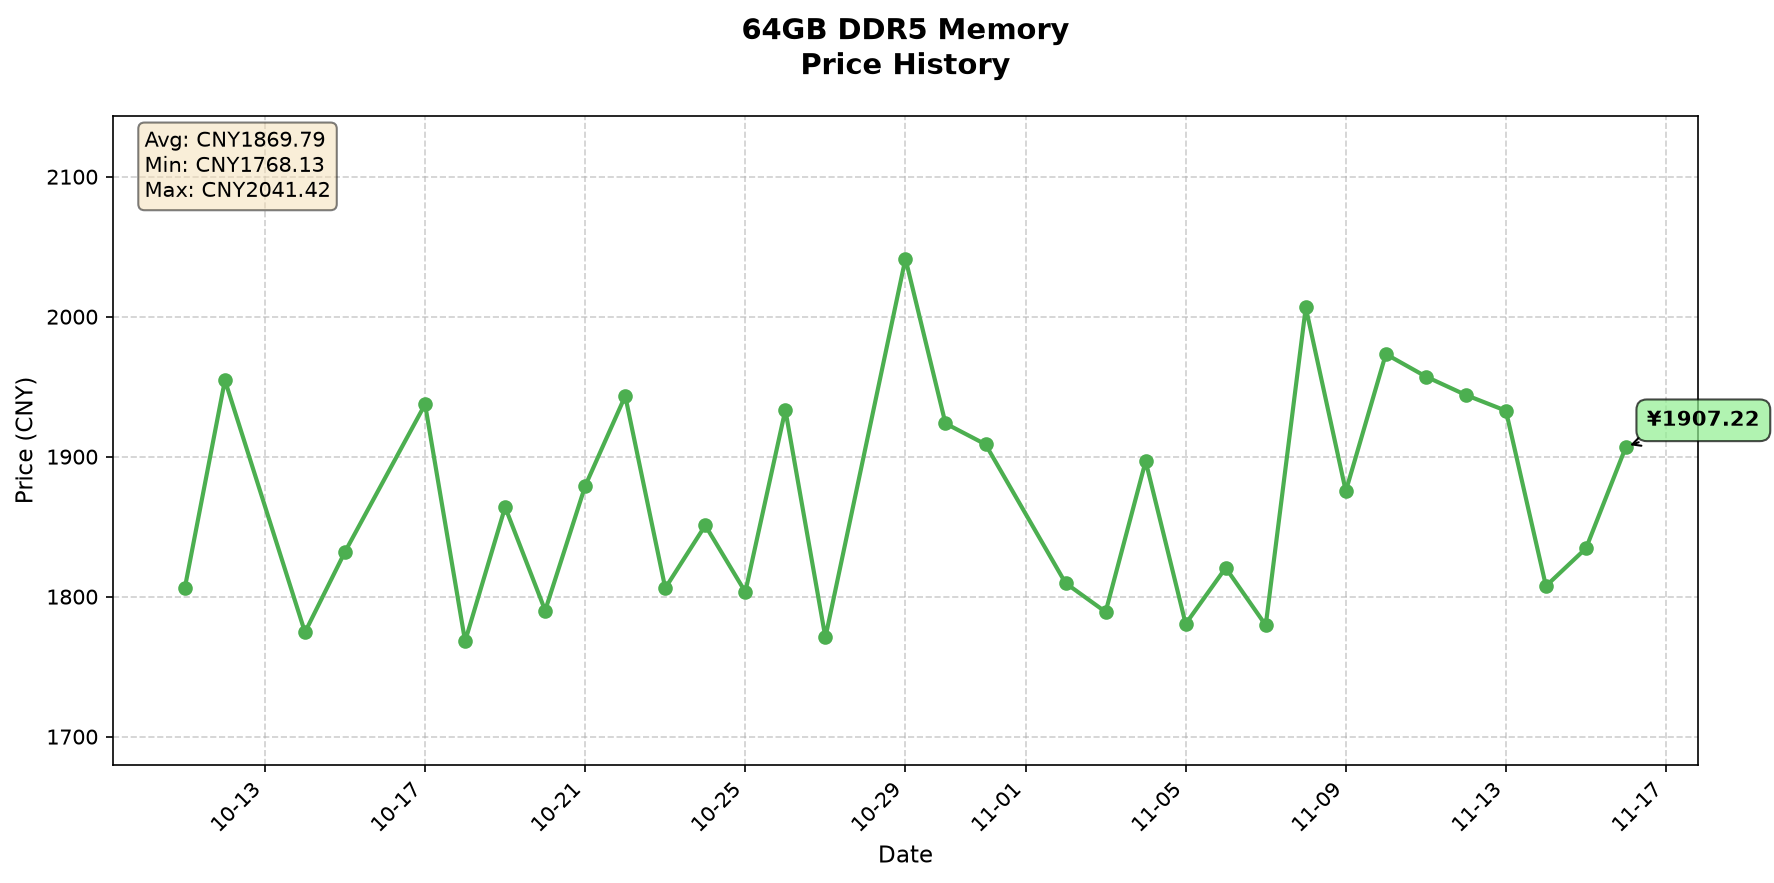 64GB DDR5 Memory
Price History
Avg: CNY1869.79
Min: CNY1768.13
Max: CNY2041.42
2100
2000
1900
1800
1700
Price (CNY)
¥1907.22
10-13
10-17
10-21
10-25
10-29
11-01
11-05
11-09
11-13
11-17
Date